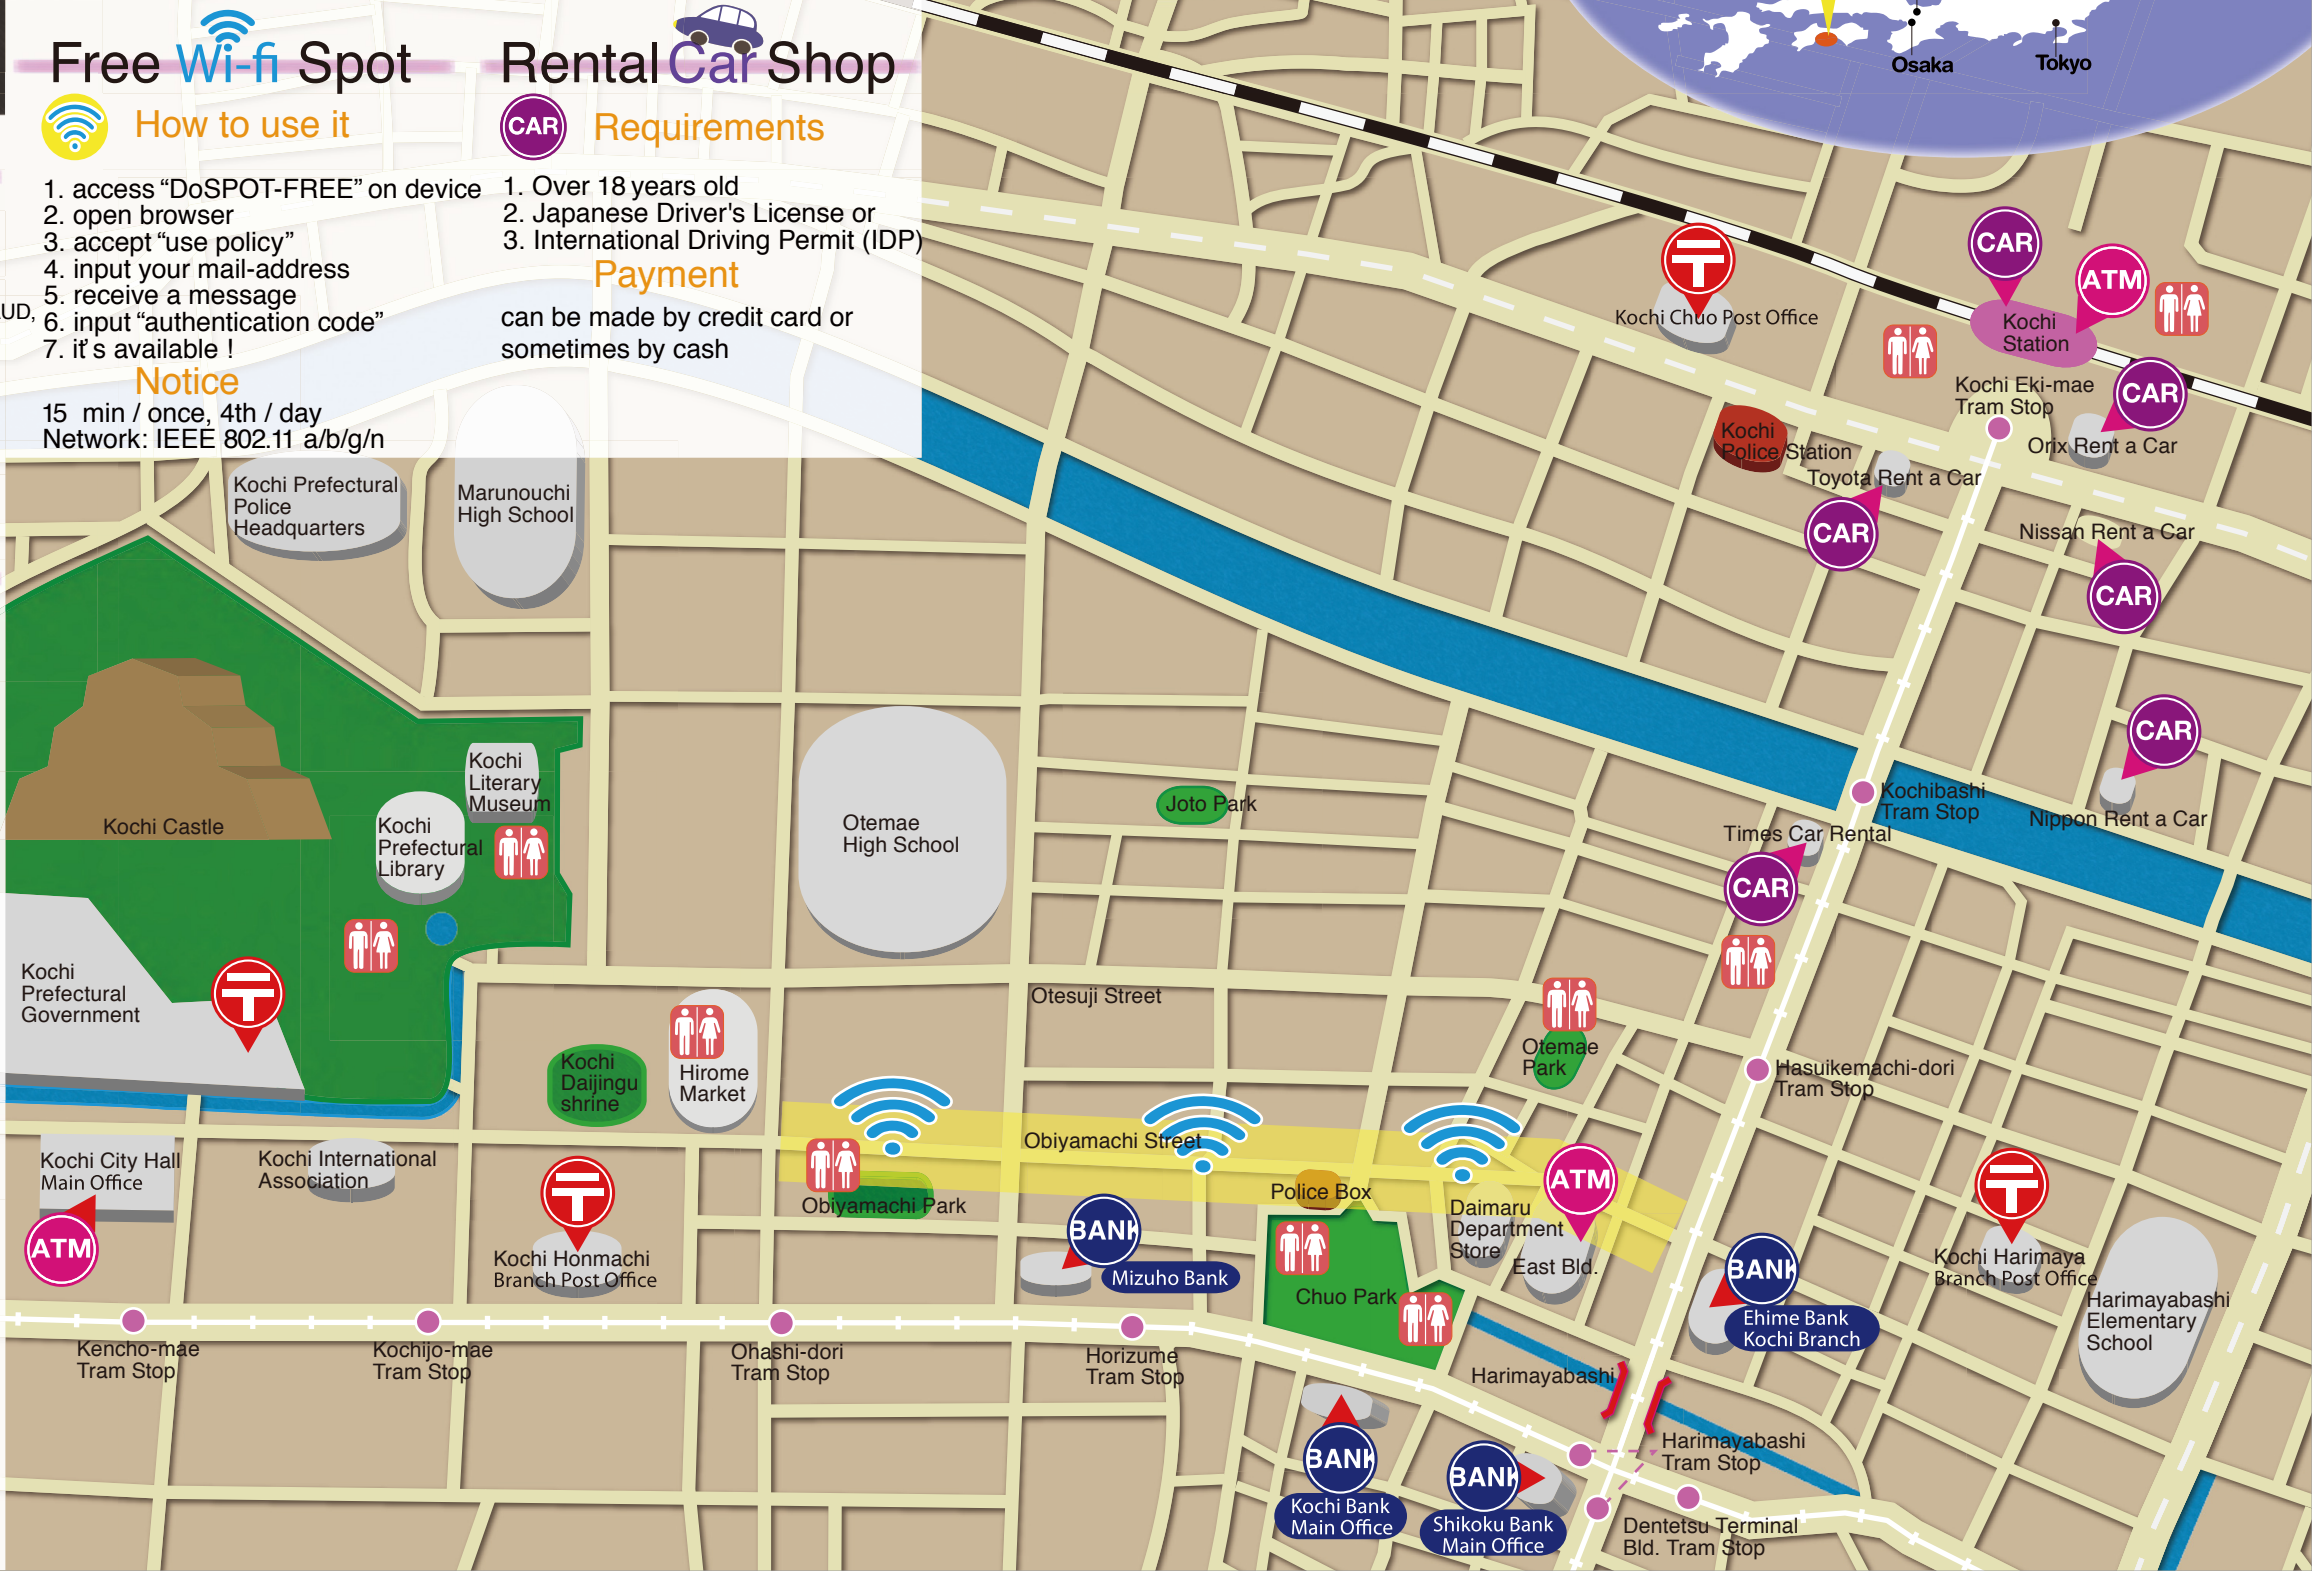 Free Wi-fi Spot
How to use it
1. access “DoSPOT-FREE” on device
2. open browser
3. accept “use policy”
4. input your mail-address
5. receive a message
6. input “authentication code”
7. it's available !
Notice
15 min / once, 4th / day
Network: IEEE 802.11 a/b/g/n
UD,
Rental Car Shop
CAR
Requirements
1. Over 18 years old
2. Japanese Driver's License or
3. International Driving Permit (IDP)
Payment
can be made by credit card or
sometimes by cash
Osaka
Tokyo
CAR
ATM
Kochi
Station
Kochi Chuo Post Office
Kochi Eki-mae
Tram Stop
CAR
Orix Rent a Car
Kochi
Police Station
Toyota Rent a Car
CAR
Nissan Rent a Car
CAR
Kochi Prefectural
Police
Headquarters
Marunouchi
High School
CAR
Nippon Rent a Car
Kochibashi
Tram Stop
Times Car Rental
CAR
Kochi
Literary
Museum
Kochi Castle
Kochi
Prefectural
Library
Otemae
High School
Joto Park
Kochi
Prefectural
Government
Otesuji Street
Otemae
Park
Hasuikemachi-dori
Tram Stop
Kochi
Daijingu
shrine
Hirome
Market
Obiyamachi Street
Kochi City Hall
Main Office
ATM
Kochi International
Association
Obiyamachi Park
Police Box
Daimaru
Department
Store
ATM
East Bld.
BANK
Mizuho Bank
Kochi Honmachi
Branch Post Office
Chuo Park
BANK
Ehime Bank
Kochi Branch
Kochi Harimaya
Branch Post Office
Harimayabashi
Elementary
School
Kencho-mae
Tram Stop
Kochijo-mae
Tram Stop
Ohashi-dori
Tram Stop
Horizume
Tram Stop
Harimayabashi
Harimayabashi
Tram Stop
BANK
Kochi Bank
Main Office
BANK
Shikoku Bank
Main Office
Dentetsu Terminal
Bld. Tram Stop